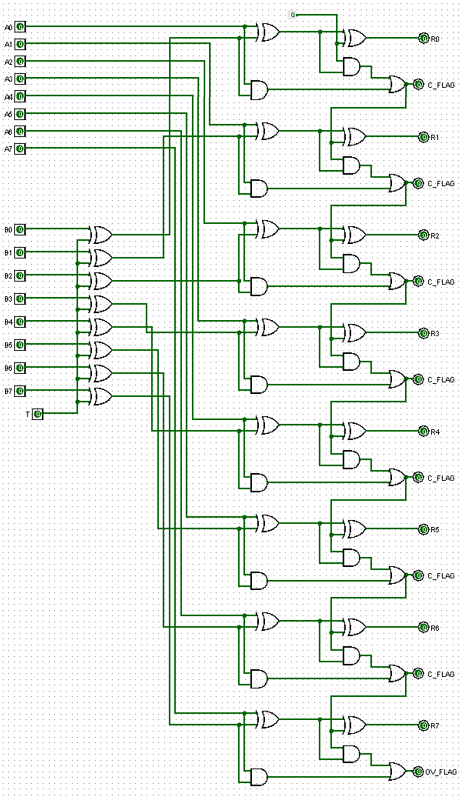 A0
A1
A2
A3
A4
A5
A6
A7
B0
B1
B2
B3
B4
B5
B6
B7
T
0
R0
C_FLAG
R1
C_FLAG
R2
C_FLAG
R3
C_FLAG
R4
C_FLAG
R5
C_FLAG
R6
C_FLAG
R7
OV_FLAG